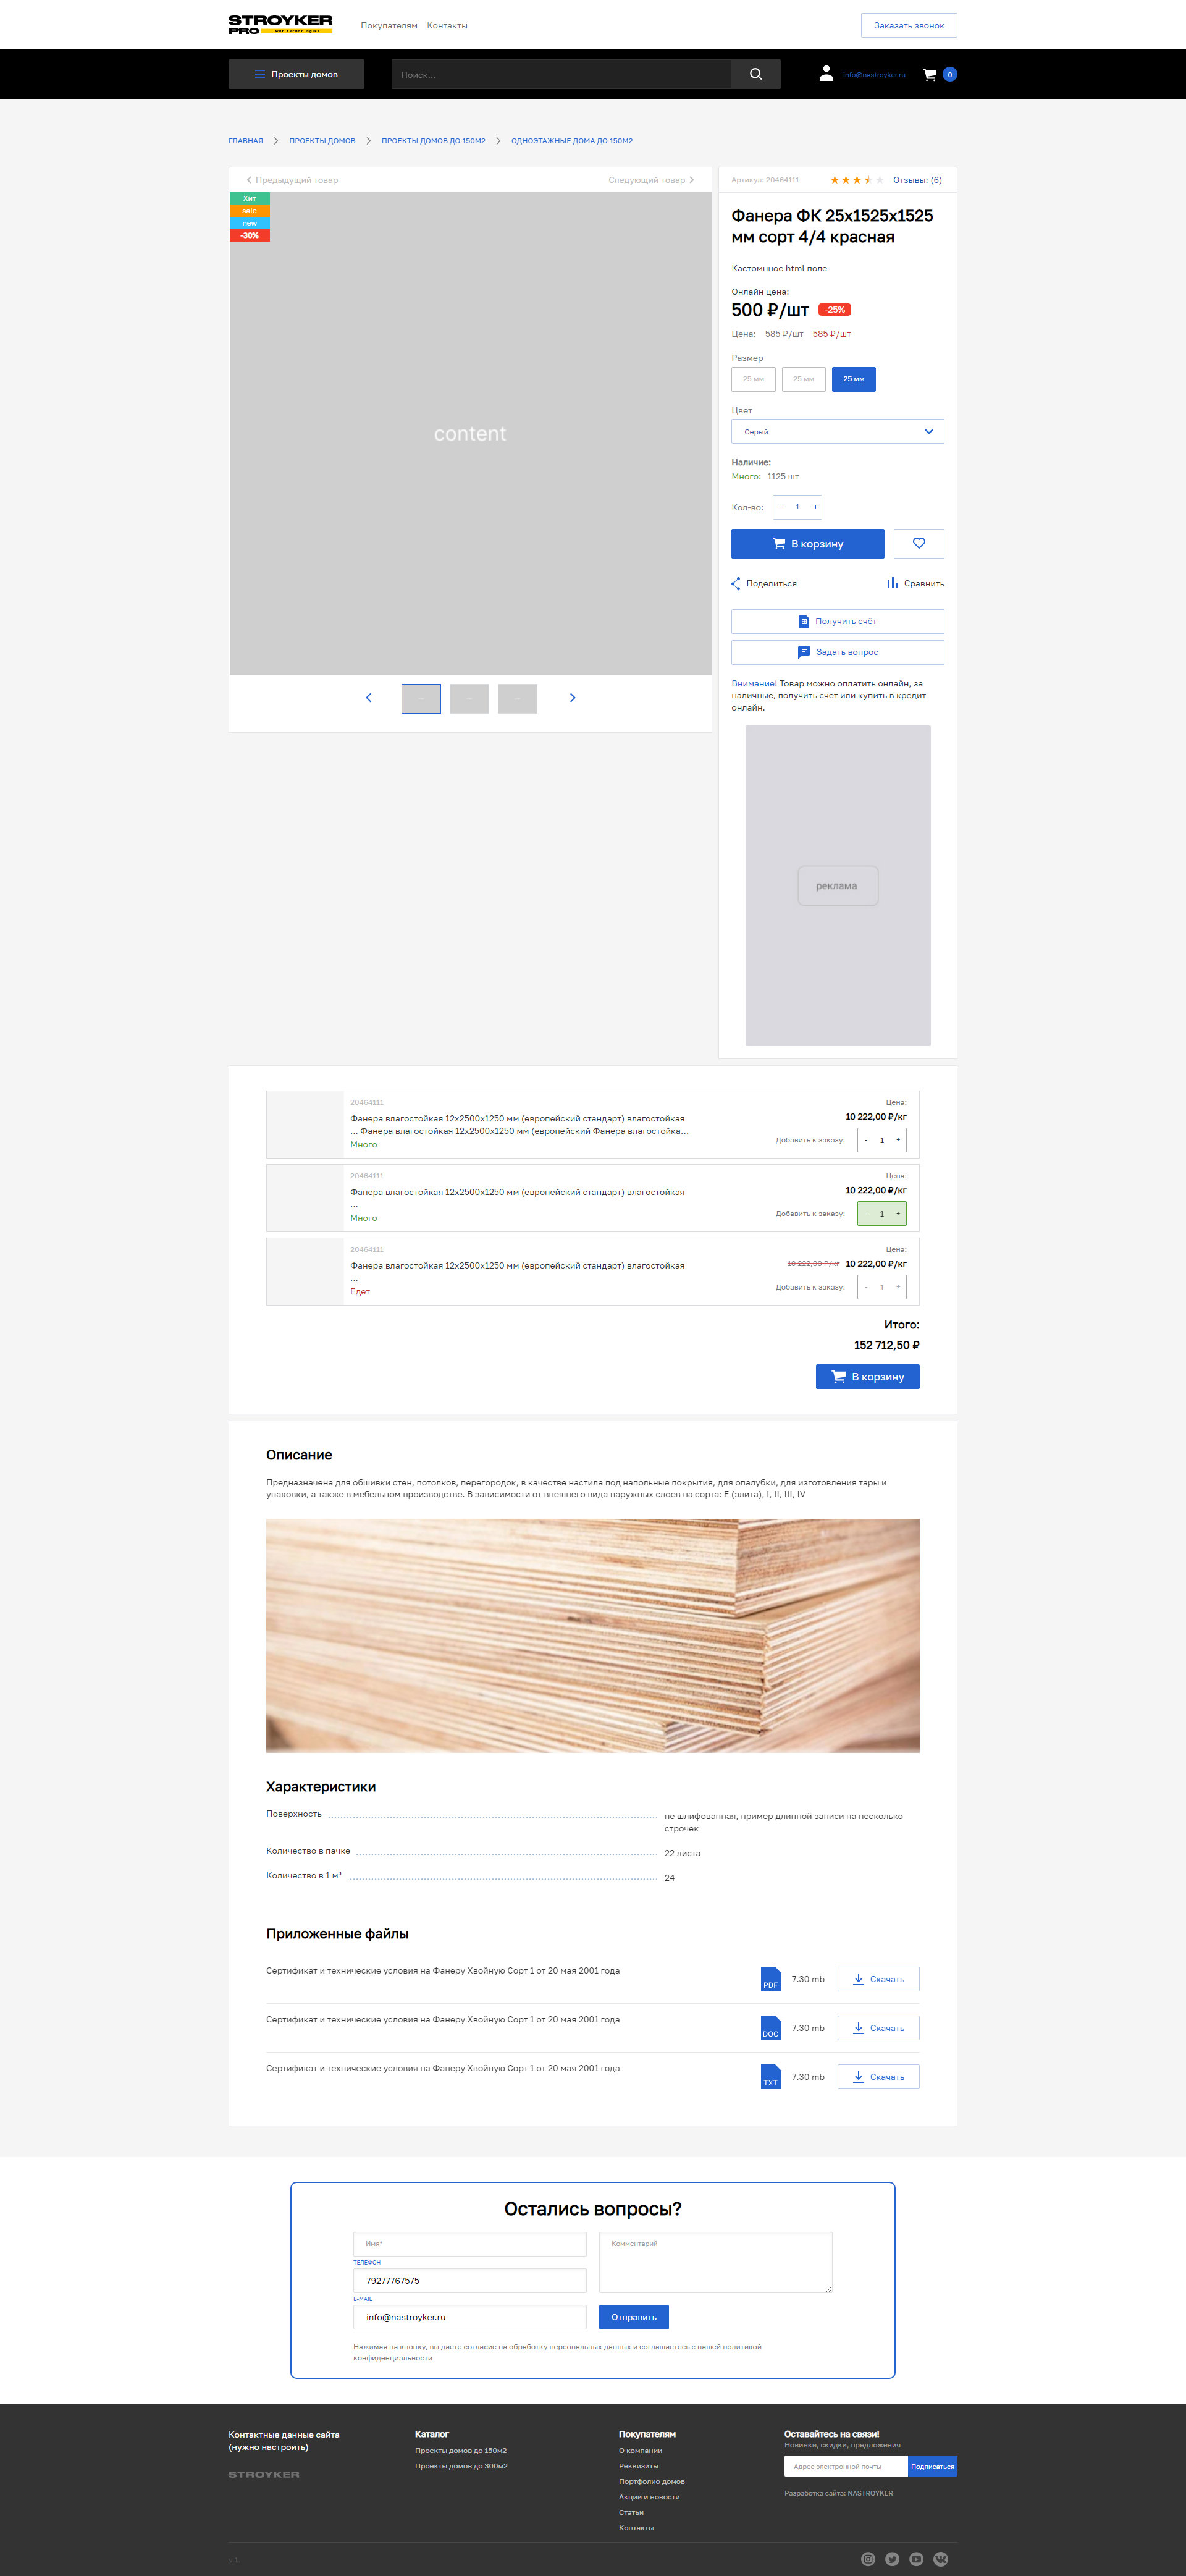 STROYKER
PRO web technologies
Покупателям Контакты
Заказать звонок
Проекты домов
Поиск...
info@nastroyker.ru
0
ГЛАВНАЯ
ПРОЕКТЫ ДОМОВ
ПРОЕКТЫ ДОМОВ ДО 150М2
ОДНОЭТАЖНЫЕ ДОМА ДО 150М2
Предыдущий товар
Следующий товар
Хит
sale
new
-30%
content
Артикул: 20464111
Отзывы: (6)
Фанера ФК 25х1525х1525
мм сорт 4/4 красная
Кастомнное html поле
Онлайн цена:
500 ₽/шт -25%
Цена: 585 ₽/шт 585 ₽/шт
Размер
25 мм 25 мм 25 мм
Цвет
Серый
Наличие:
Много: 1125 шт
Кол-во: − 1 +
В корзину
Поделиться Сравнить
Получить счёт
Задать вопрос
Внимание! Товар можно оплатить онлайн, за
наличные, получить счет или купить в кредит
онлайн.
реклама
20464111
Цена:
Фанера влагостойкая 12х2500х1250 мм (европейский стандарт) влагостойкая
... Фанера влагостойкая 12х2500х1250 мм (европейский Фанера влагостойка...
Много
10 222,00 ₽/кг
Добавить к заказу: - 1 +
20464111
Цена:
Фанера влагостойкая 12х2500х1250 мм (европейский стандарт) влагостойкая
...
Много
10 222,00 ₽/кг
Добавить к заказу: - 1 +
20464111
Цена:
Фанера влагостойкая 12х2500х1250 мм (европейский стандарт) влагостойкая
...
Едет
10 222,00 ₽/кг 10 222,00 ₽/кг
Добавить к заказу: - 1 +
Итого:
152 712,50 ₽
В корзину
Описание
Предназначена для обшивки стен, потолков, перегородок, в качестве настила под напольные покрытия, для опалубки, для изготовления тары и
упаковки, а также в мебельном производстве. В зависимости от внешнего вида наружных слоев на сорта: Е (элита), I, II, III, IV
Характеристики
Поверхность
не шлифованная, пример длинной записи на несколько
строчек
Количество в пачке
22 листа
Количество в 1 м³
24
Приложенные файлы
Сертификат и технические условия на Фанеру Хвойную Сорт 1 от 20 мая 2001 года
PDF 7.30 mb Скачать
Сертификат и технические условия на Фанеру Хвойную Сорт 1 от 20 мая 2001 года
DOC 7.30 mb Скачать
Сертификат и технические условия на Фанеру Хвойную Сорт 1 от 20 мая 2001 года
TXT 7.30 mb Скачать
Остались вопросы?
Имя*
Комментарий
ТЕЛЕФОН
79277767575
E-MAIL
info@nastroyker.ru
Отправить
Нажимая на кнопку, вы даете согласие на обработку персональных данных и соглашаетесь с нашей политикой
конфиденциальности
Контактные данные сайта
(нужно настроить)
STROYKER
Каталог
Проекты домов до 150м2
Проекты домов до 300м2
Покупателям
О компании
Реквизиты
Портфолио домов
Акции и новости
Статьи
Контакты
Оставайтесь на связи!
Новинки, скидки, предложения
Адрес электронной почты
Подписаться
Разработка сайта: NASTROYKER